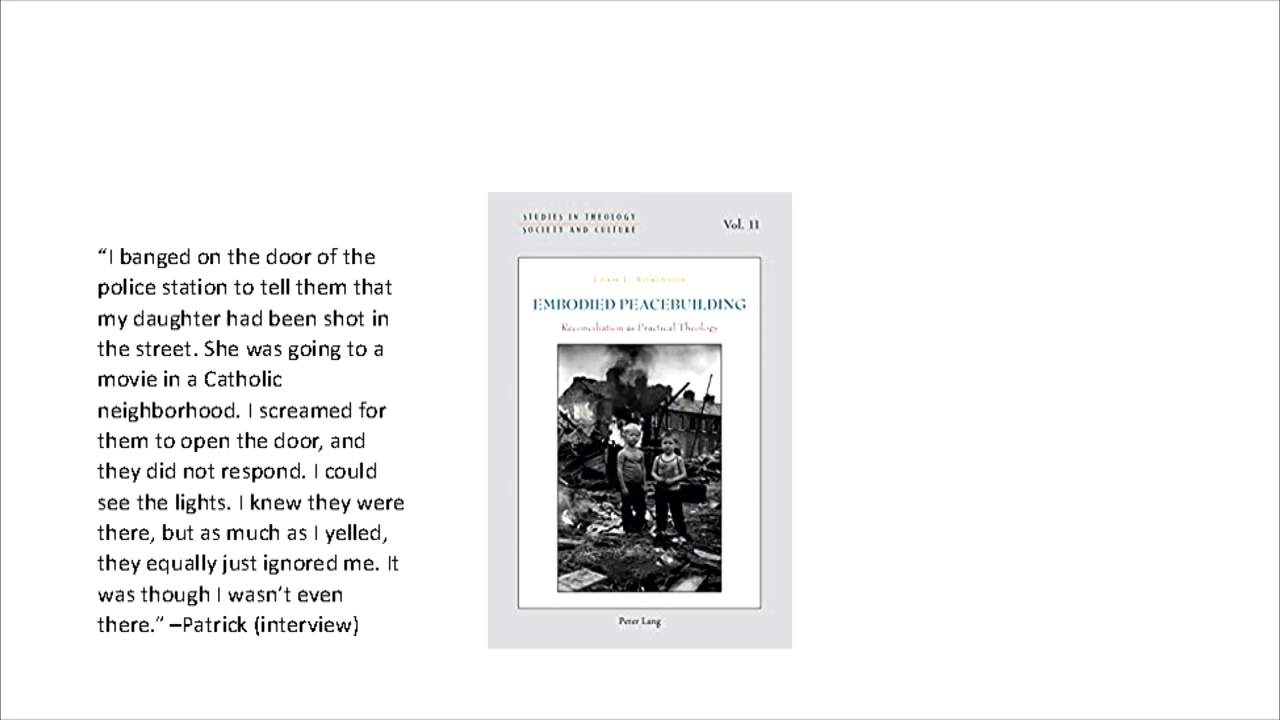 “I banged on the door of the
police station to tell them that
my daughter had been shot in
the street. She was going to a
movie in a Catholic
neighborhood. I screamed for
them to open the door, and
they did not respond. I could
see the lights. I knew they were
there, but as much as I yelled,
they equally just ignored me. It
was though I wasn’t even
there.” –Patrick (interview)
STUDIES IN THEOLOGY
SOCIETY AND CULTURE
Vol. 11
Robinson
EMBODIED PEACEBUILDING
Reconciliation as Practical Theology
Peter Lang